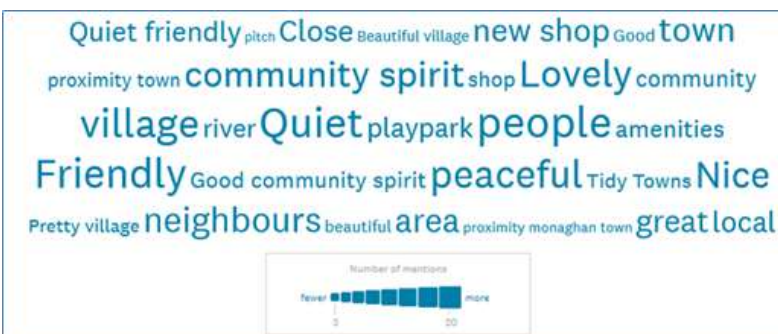 Quiet friendly pitch Close Beautiful village new shop Good town
proximity town community spirit shop Lovely community
village river Quiet playpark people amenities
Friendly Good community spirit peaceful Tidy Towns Nice
Pretty village neighbours beautiful area proximity monaghan town great local
Number of mentions
fewer more
3 20